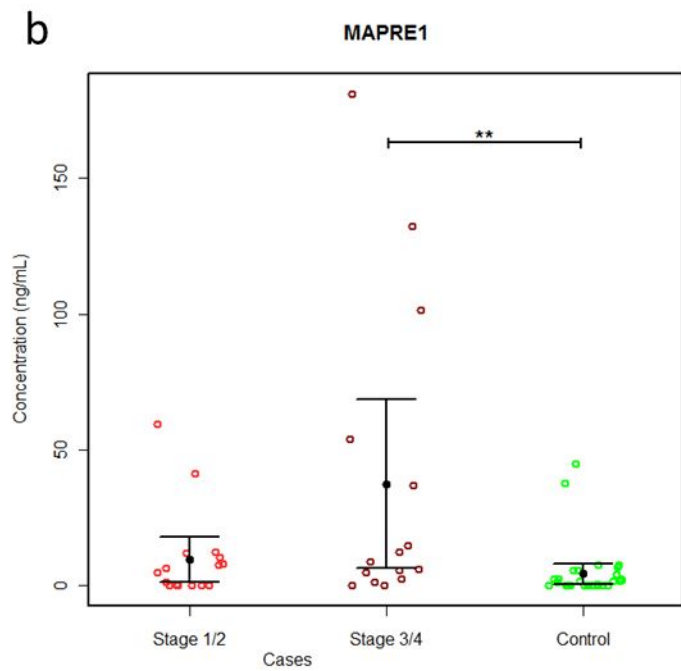 b
MAPRE1
**
Concentration (ng/mL)
150
100
50
0
Stage 1/2
Stage 3/4
Control
Cases